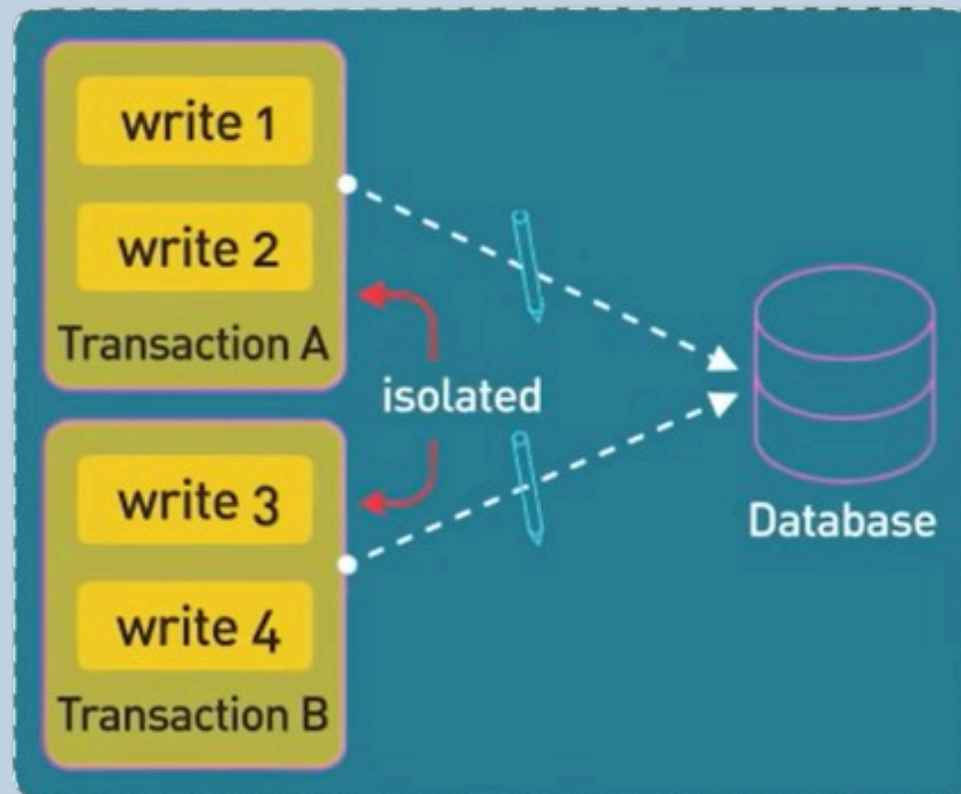 write 1
write 2
Transaction A
isolated
write 3
write 4
Transaction B
Database